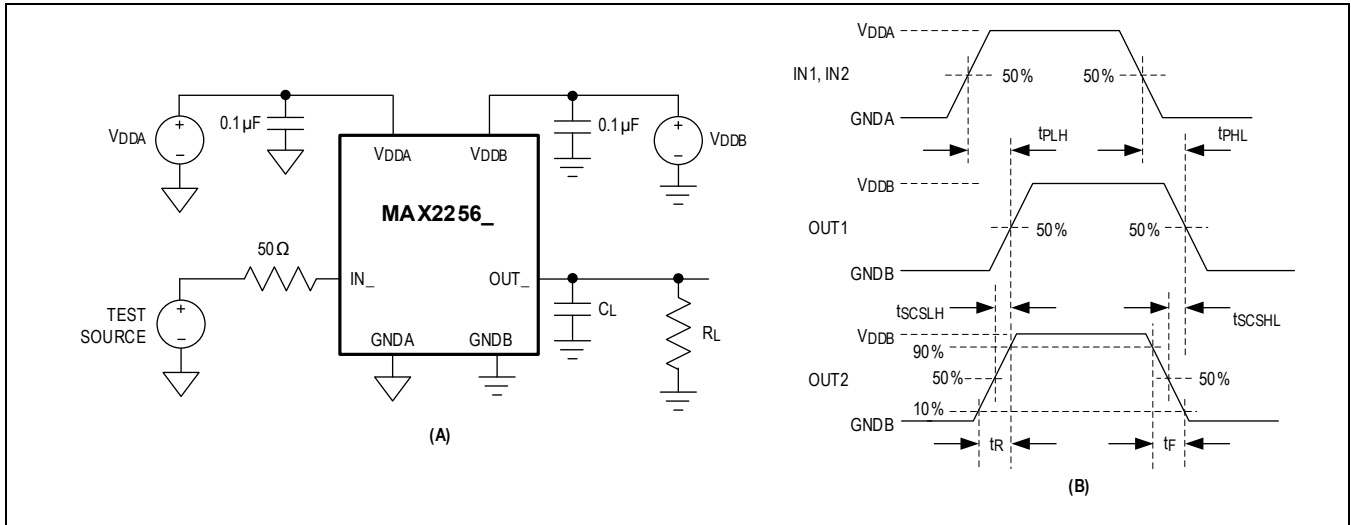 VDDA
0.1µF
VDDA
VDDB
0.1µF
VDDB
MAX2256_
50Ω
IN_
OUT_
TEST
SOURCE
CL
RL
GNDA
GNDB
(A)
VDDA
IN1, IN2
50%
50%
GNDA
tPLH
tPHL
VDDB
OUT1
50%
50%
GNDB
tSCSLH
tSCSHL
VDDB
90%
OUT2
50%
50%
10%
GNDB
tR
tF
(B)